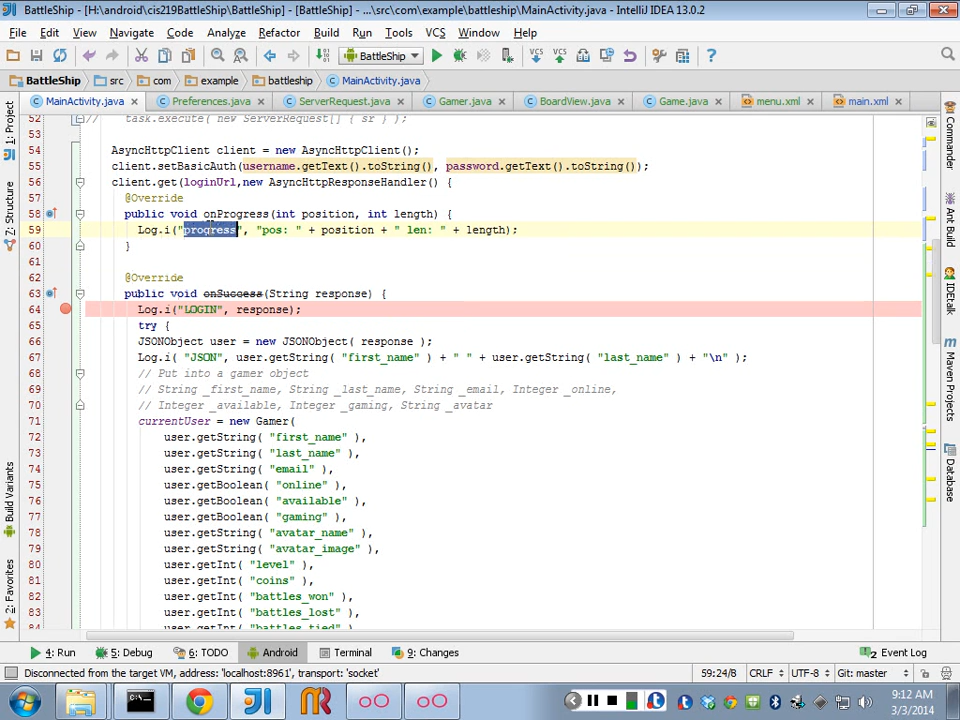 BattleShip - [H:\android\cis219BattleShip\BattleShip] - [BattleShip] - ...\src\com\example\battleship\MainActivity.java] - IntelliJ IDEA 13.0.2
File Edit View Navigate Code Analyze Refactor Build Run Tools VCS Window Help
BattleShip
BattleShip src com example battleship MainActivity.java
MainActivity.java Preferences.java ServerRequest.java Gamer.java BoardView.java Game.java menu.xml main.xml
52 // task.execute( new ServerRequest[] { sr } );
53
54 AsyncHttpClient client = new AsyncHttpClient();
55 client.setBasicAuth(username.getText().toString(), password.getText().toString());
56 client.get(loginUrl,new AsyncHttpResponseHandler() {
57 @Override
58 public void onProgress(int position, int length) {
59 Log.i("progress", "pos: " + position + " len: " + length);
60 }
61
62 @Override
63 public void onSuccess(String response) {
64 Log.i("LOGIN", response);
65 try {
66 JSONObject user = new JSONObject( response );
67 Log.i( "JSON", user.getString( "first_name" ) + " " + user.getString( "last_name" ) + "\n" );
68 // Put into a gamer object
69 // String _first_name, String _last_name, String _email, Integer _online,
70 // Integer _available, Integer _gaming, String _avatar
71 currentUser = new Gamer(
72 user.getString( "first_name" ),
73 user.getString( "last_name" ),
74 user.getString( "email" ),
75 user.getBoolean( "online" ),
76 user.getBoolean( "available" ),
77 user.getBoolean( "gaming" ),
78 user.getString( "avatar_name" ),
79 user.getString( "avatar_image" ),
80 user.getInt( "level" ),
81 user.getInt( "coins" ),
82 user.getInt( "battles_won" ),
83 user.getInt( "battles_lost" ),
84 user.getInt( "battles_tied" ),
1: Project
7: Structure
Build Variants
2: Favorites
Commander
Ant Build
IDEtalk
Maven Projects
Database
4: Run 5: Debug 6: TODO Android Terminal 9: Changes 2 Event Log
Disconnected from the target VM, address: 'localhost:8961', transport: 'socket' 59:24/8 CRLF UTF-8 Git: master
9:12 AM
3/3/2014